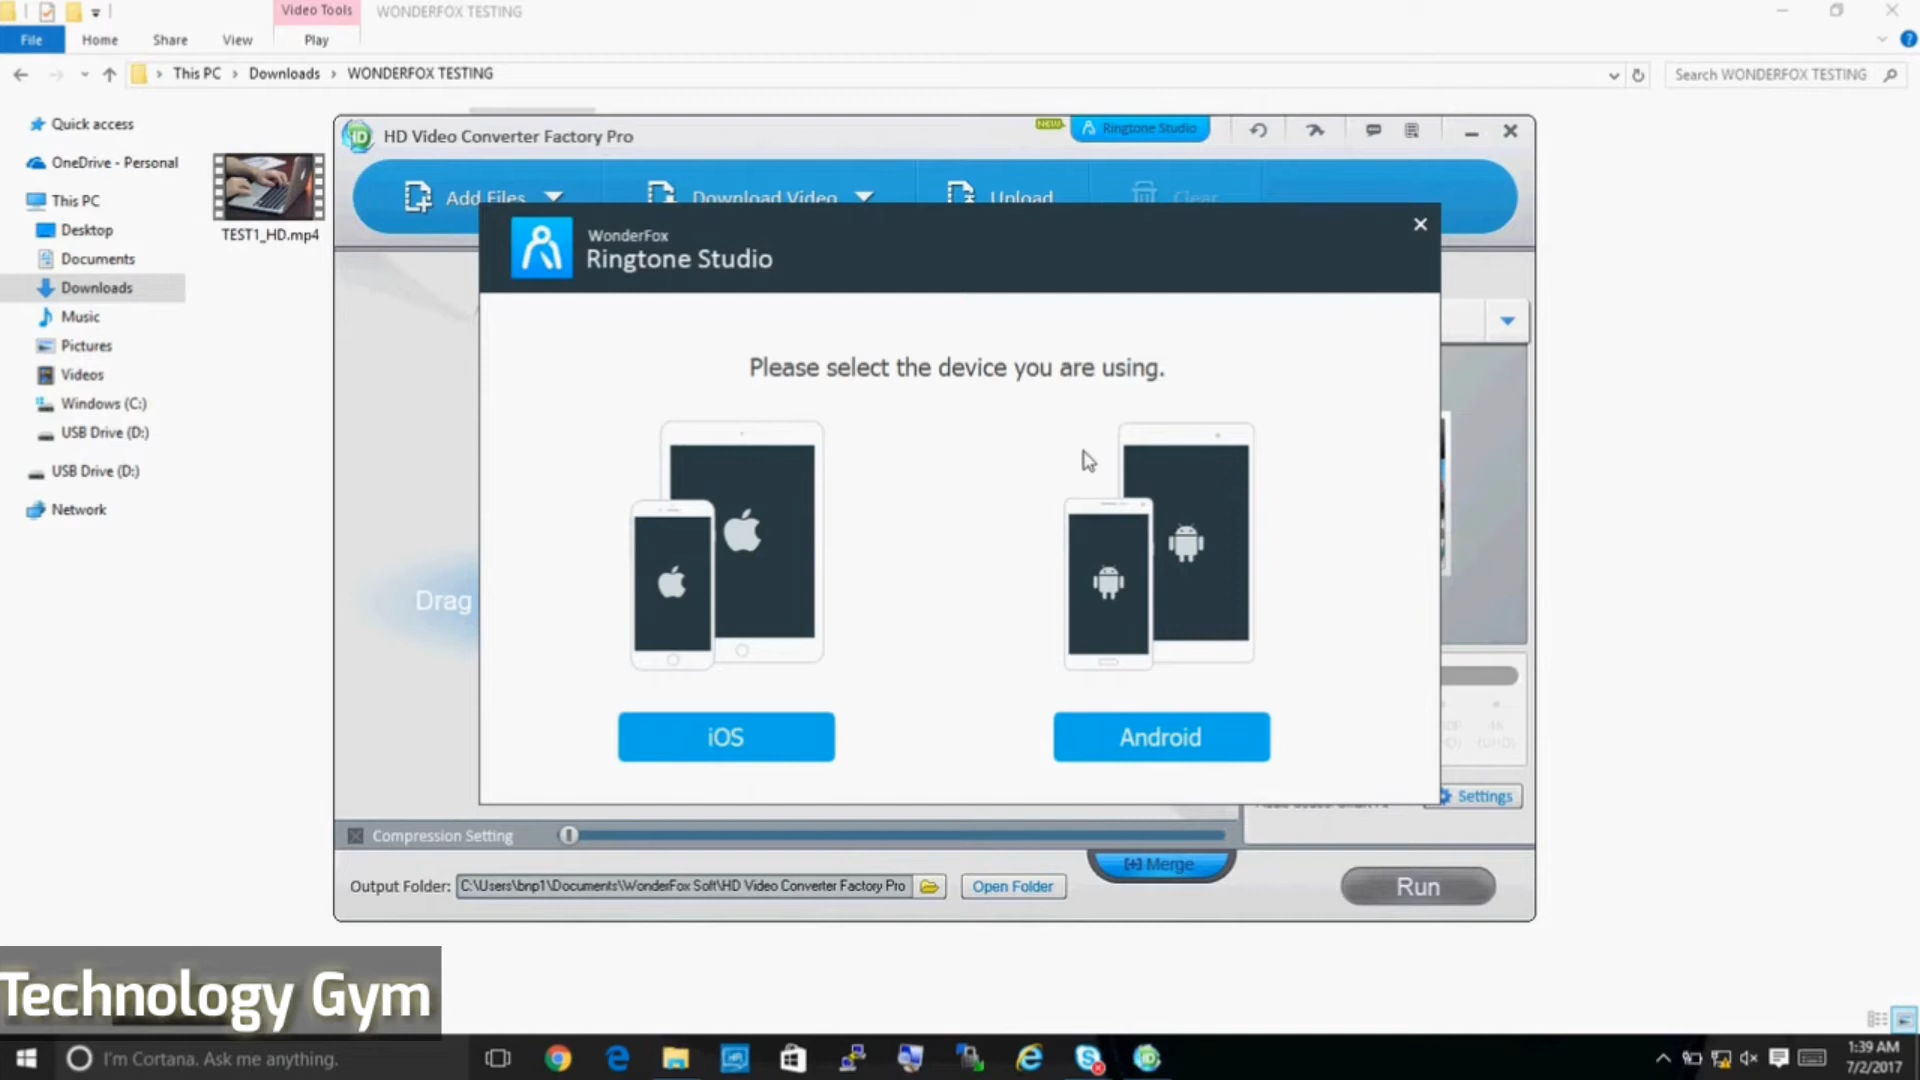 Video Tools
WONDERFOX TESTING
File
Home
Share
View
Play
This PC
Downloads
WONDERFOX TESTING
Search WONDERFOX TESTING
Quick access
OneDrive - Personal
This PC
Desktop
Documents
Downloads
Music
Pictures
Videos
Windows (C:)
USB Drive (D:)
USB Drive (D:)
Network
TEST1_HD.mp4
HD Video Converter Factory Pro
NEW
Ringtone Studio
Add Files
Download Video
Upload
Clear
WonderFox
Ringtone Studio
Please select the device you are using.
iOS
Android
Drag
4K
(UHD)
Settings
Compression Setting
Merge
Output Folder:
C:\Users\bnp1\Documents\WonderFox Soft\HD Video Converter Factory Pro
Open Folder
Run
Technology Gym
I'm Cortana. Ask me anything.
1:39 AM
7/2/2017